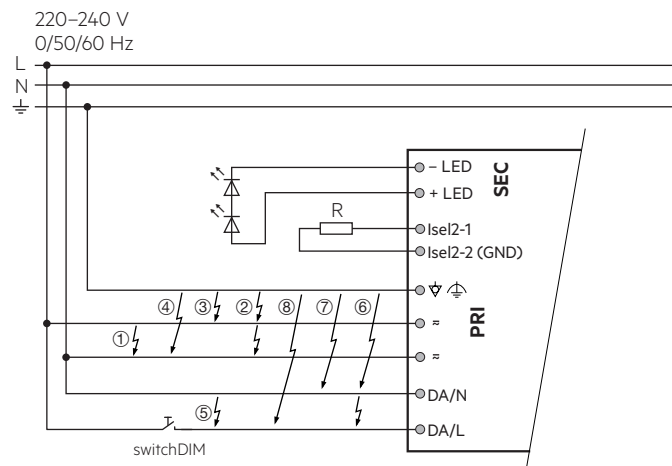 220–240 V
0/50/60 Hz
L
N
– LED
+ LED
SEC
R
Isel2-1
Isel2-2 (GND)
④ ③ ② ⑧ ⑦ ⑥
≈
①
PRI
≈
DA/N
⑤
DA/L
switchDIM